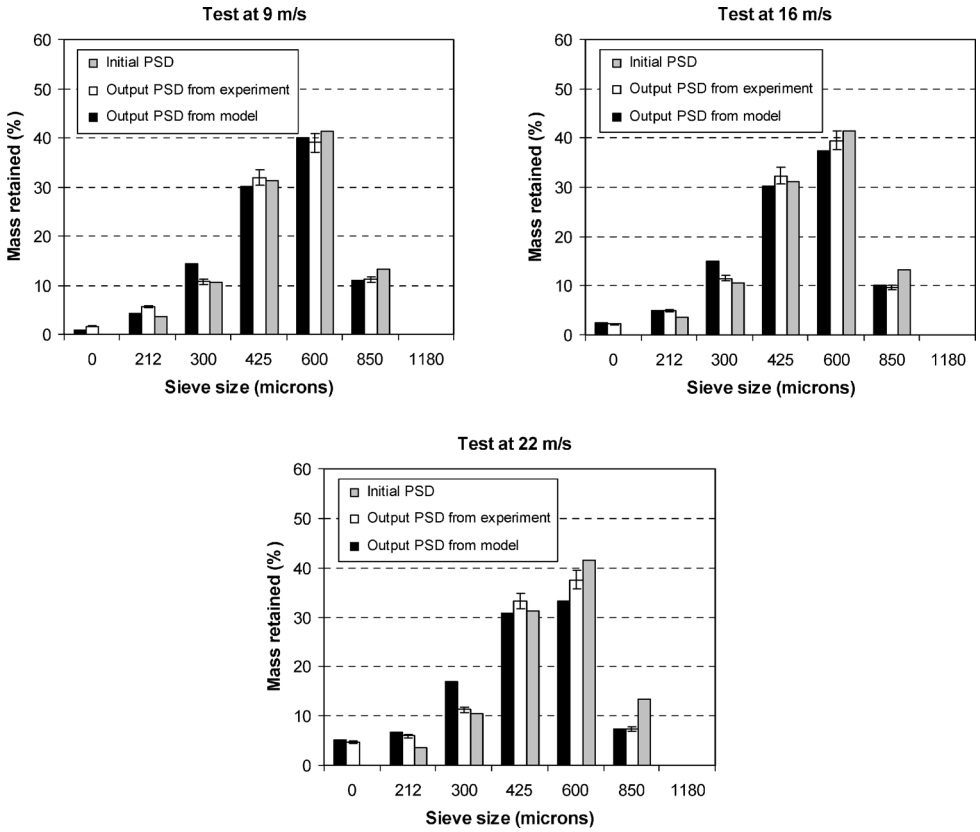 Test at 9 m/s
60
50
40
30
20
10
0
Mass retained (%)
Initial PSD
Output PSD from experiment
Output PSD from model
0 212 300 425 600 850 1180
Sieve size (microns)
Test at 16 m/s
60
50
40
30
20
10
0
Mass retained (%)
Initial PSD
Output PSD from experiment
Output PSD from model
0 212 300 425 600 850 1180
Sieve size (microns)
Test at 22 m/s
60
50
40
30
20
10
0
Mass retained (%)
Initial PSD
Output PSD from experiment
Output PSD from model
0 212 300 425 600 850 1180
Sieve size (microns)